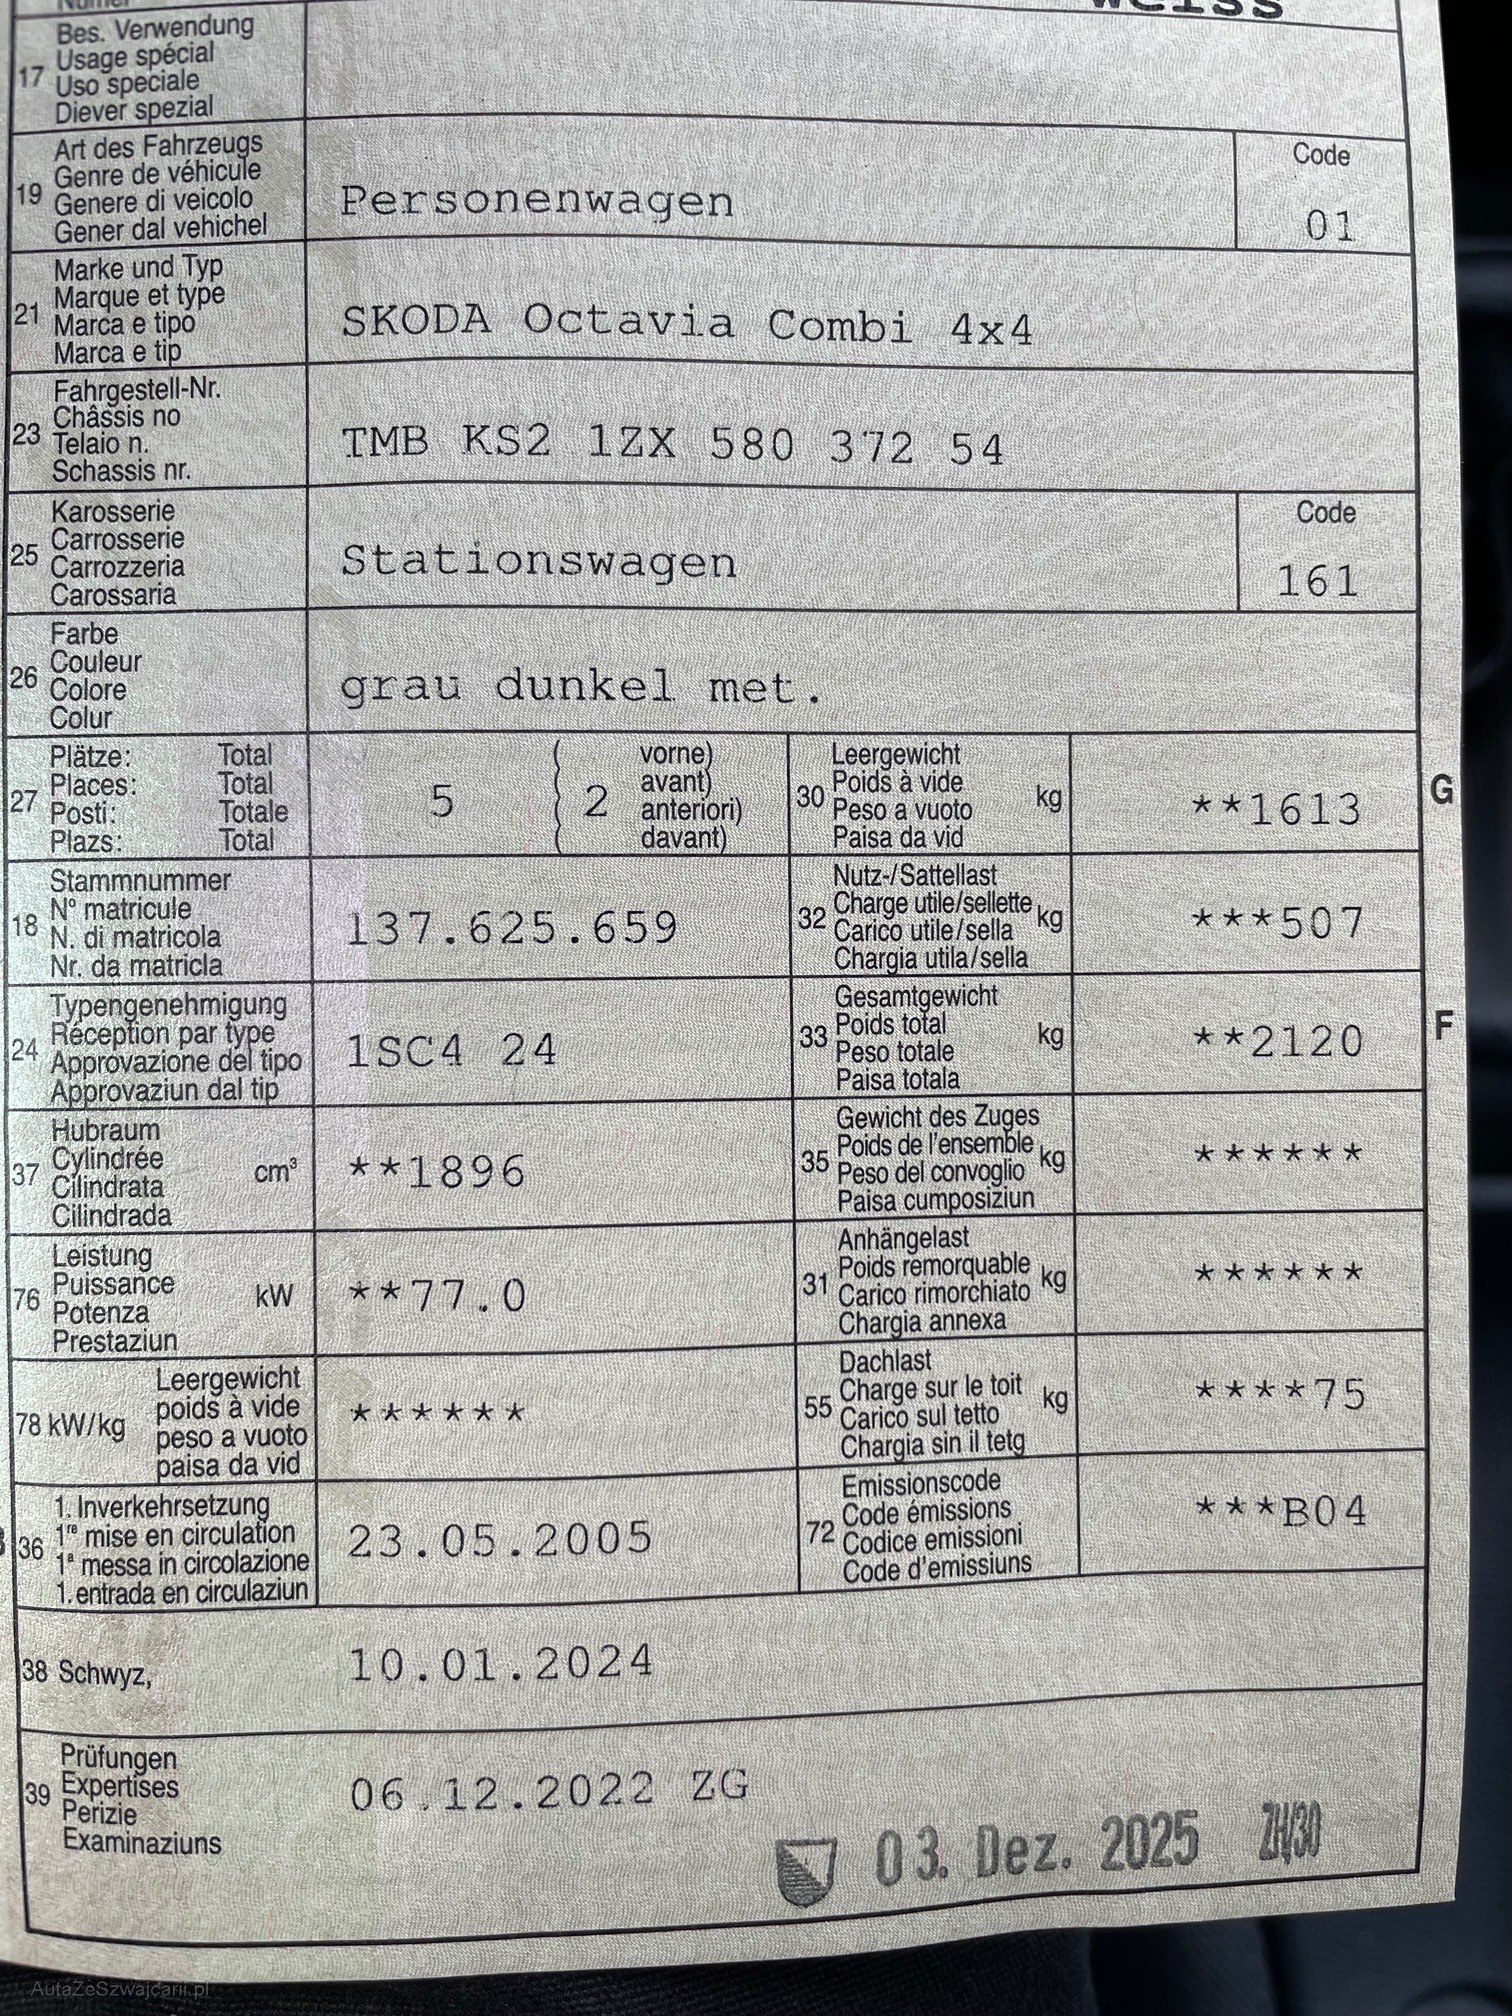 weiss
17 Bes. Verwendung
Usage spécial
Uso speciale
Diever spezial
19 Art des Fahrzeugs
Genre de véhicule
Genere di veicolo
Gener dal vehichel
Personenwagen
Code
01
21 Marke und Typ
Marque et type
Marca e tipo
Marca e tip
SKODA Octavia Combi 4x4
23 Fahrgestell-Nr.
Châssis no
Telaio n.
Schassis nr.
TMB KS2 1ZX 580 372 54
25 Karosserie
Carrosserie
Carrozzeria
Carossaria
Stationswagen
Code
161
26 Farbe
Couleur
Colore
Colur
grau dunkel met.
27 Plätze: Total
Places: Total
Posti: Totale
Plazs: Total
5 ( 2 vorne)
avant)
anteriori)
davant)
30 Leergewicht
Poids à vide
Peso a vuoto
Paisa da vid
kg
**1613
G
18 Stammnummer
N° matricule
N. di matricola
Nr. da matricla
137.625.659
32 Nutz-/Sattellast
Charge utile/sellette
Carico utile/sella
Chargia utila/sella
kg
***507
24 Typengenehmigung
Réception par type
Approvazione del tipo
Approvaziun dal tip
1SC4 24
33 Gesamtgewicht
Poids total
Peso totale
Paisa totala
kg
**2120
F
37 Hubraum
Cylindrée
Cilindrata
Cilindrada
cm³
**1896
35 Gewicht des Zuges
Poids de l'ensemble
Peso del convoglio
Paisa cumposiziun
kg
******
76 Leistung
Puissance
Potenza
Prestaziun
kW
**77.0
31 Anhängelast
Poids remorquable
Carico rimorchiato
Chargia annexa
kg
******
78 kW/kg
Leergewicht
poids à vide
peso a vuoto
paisa da vid
******
55 Dachlast
Charge sur le toit
Carico sul tetto
Chargia sin il tetg
kg
****75
36 1. Inverkehrsetzung
1re mise en circulation
1a messa in circolazione
1. entrada en circulaziun
23.05.2005
72 Emissionscode
Code émissions
Codice emissioni
Code d'emissiuns
***B04
38 Schwyz,
10.01.2024
39 Prüfungen
Expertises
Perizie
Examinaziuns
06.12.2022 ZG
03. Dez. 2025 ZH/30
AutaZeSzwajcarii.pl